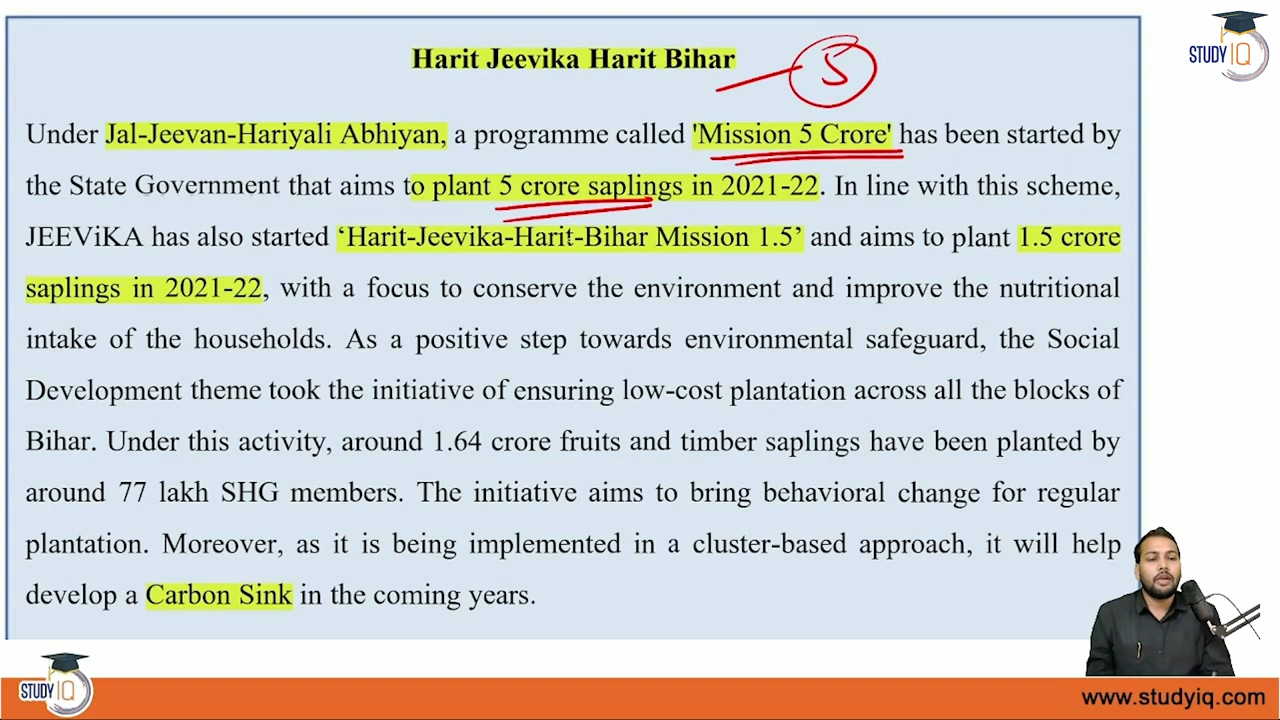 Harit Jeevika Harit Bihar
5
STUDY IQ
Under Jal-Jeevan-Hariyali Abhiyan, a programme called 'Mission 5 Crore' has been started by
the State Government that aims to plant 5 crore saplings in 2021-22. In line with this scheme,
JEEViKA has also started ‘Harit-Jeevika-Harit-Bihar Mission 1.5’ and aims to plant 1.5 crore
saplings in 2021-22, with a focus to conserve the environment and improve the nutritional
intake of the households. As a positive step towards environmental safeguard, the Social
Development theme took the initiative of ensuring low-cost plantation across all the blocks of
Bihar. Under this activity, around 1.64 crore fruits and timber saplings have been planted by
around 77 lakh SHG members. The initiative aims to bring behavioral change for regular
plantation. Moreover, as it is being implemented in a cluster-based approach, it will help
develop a Carbon Sink in the coming years.
STUDY IQ
www.studyiq.com